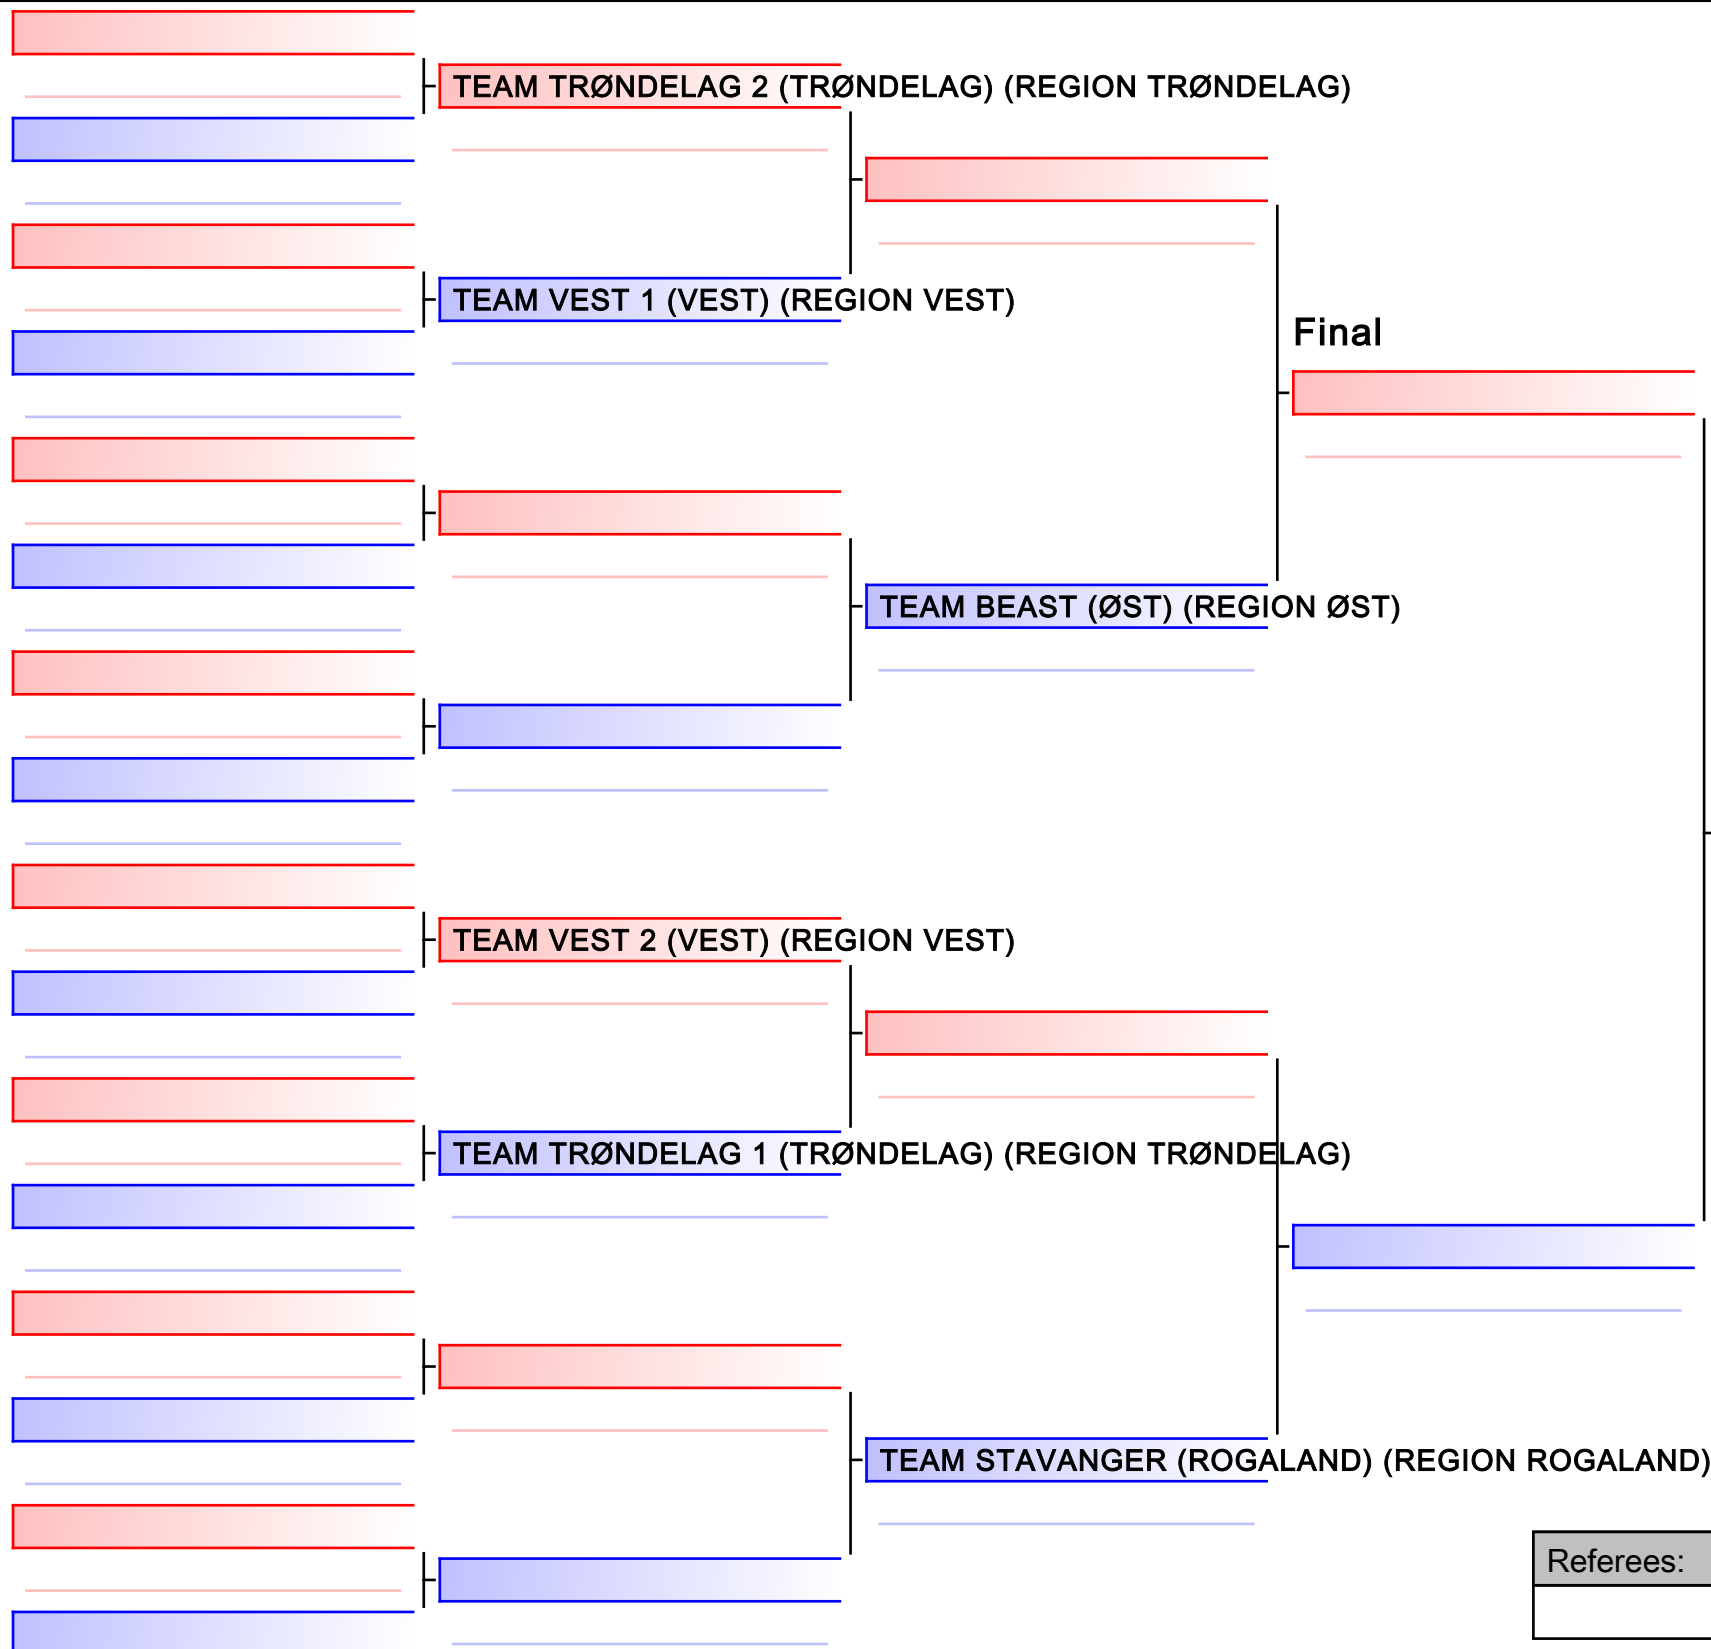 TEAM TRØNDELAG 2 (TRØNDELAG) (REGION TRØNDELAG)
TEAM VEST 1 (VEST) (REGION VEST)
Final
TEAM BEAST (ØST) (REGION ØST)
TEAM VEST 2 (VEST) (REGION VEST)
TEAM TRØNDELAG 1 (TRØNDELAG) (REGION TRØNDELAG)
TEAM STAVANGER (ROGALAND) (REGION ROGALAND)
Referees: